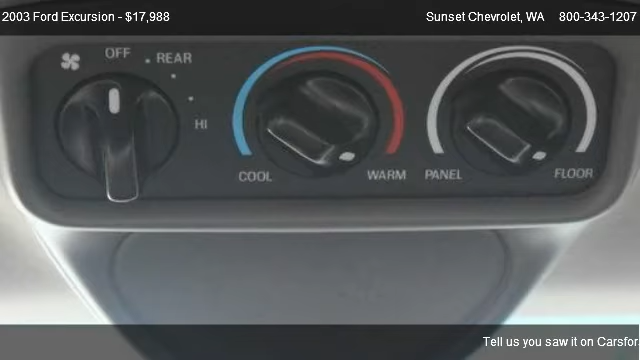 2003 Ford Excursion - $17,988
Sunset Chevrolet, WA 800-343-1207
OFF
REAR
HI
COOL
WARM
PANEL
FLOOR
Tell us you saw it on Carsfor